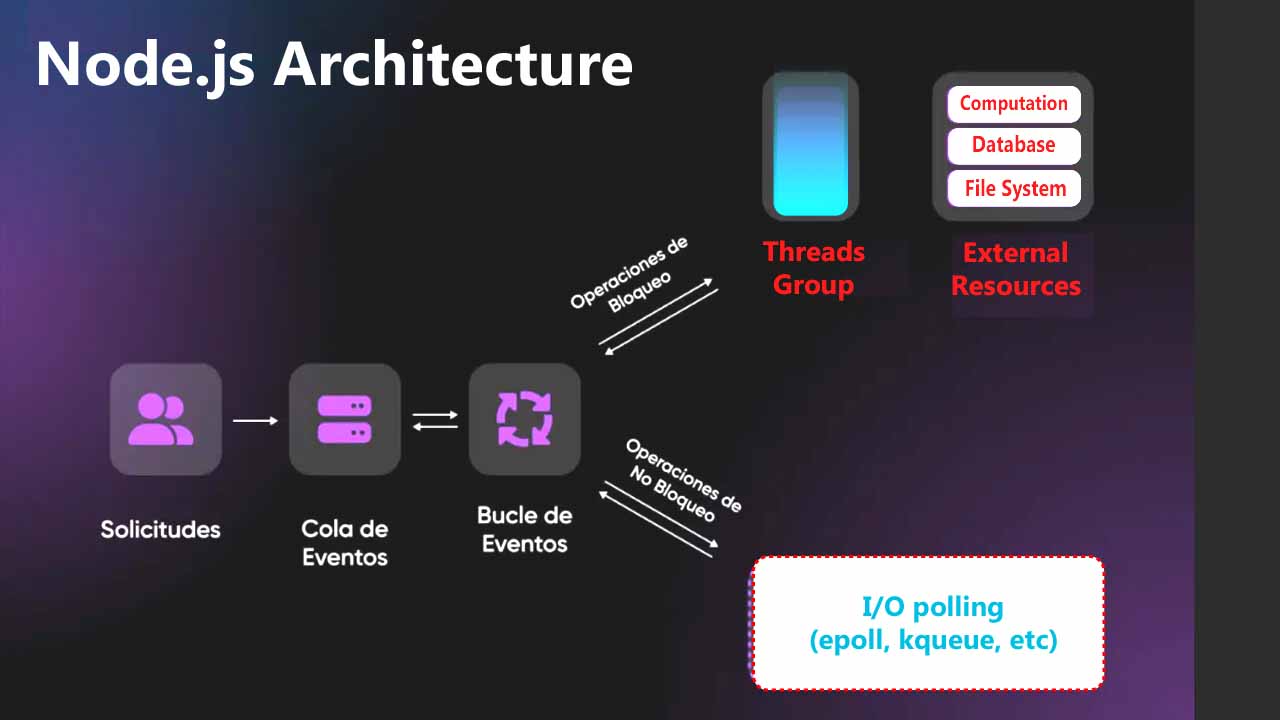 Node.js Architecture
Computation
Database
File System
Threads
Group
External
Resources
Operaciones de
Bloqueo
Solicitudes
Cola de
Eventos
Bucle de
Eventos
Operaciones de
No Bloqueo
I/O polling
(epoll, kqueue, etc)